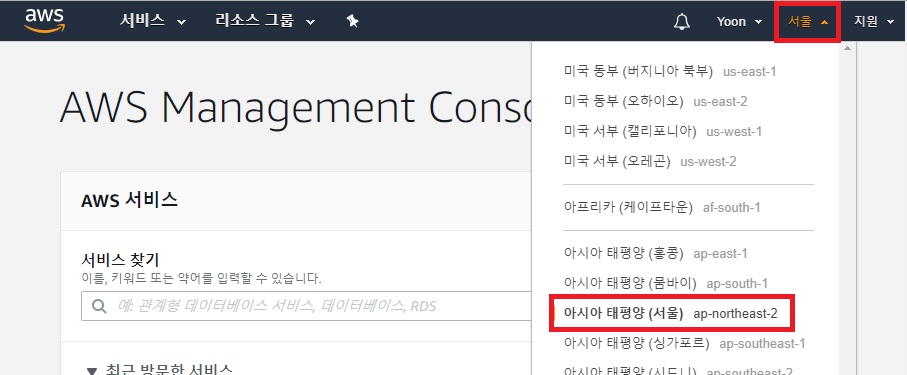 aws 서비스 리소스 그룹 Yoon 서울 지원
미국 동부 (버지니아 북부) us-east-1
미국 동부 (오하이오) us-east-2
미국 서부 (캘리포니아) us-west-1
미국 서부 (오레곤) us-west-2
아프리카 (케이프타운) af-south-1
아시아 태평양 (홍콩) ap-east-1
아시아 태평양 (뭄바이) ap-south-1
아시아 태평양 (서울) ap-northeast-2
아시아 태평양 (싱가포르) ap-southeast-1
아시아 태평양 (시드니) ap-southeast-2
AWS Management Conso
AWS 서비스
서비스 찾기
이름, 키워드 또는 약어를 입력할 수 있습니다.
예: 관계형 데이터베이스 서비스, 데이터베이스, RDS
최근 방문한 서비스